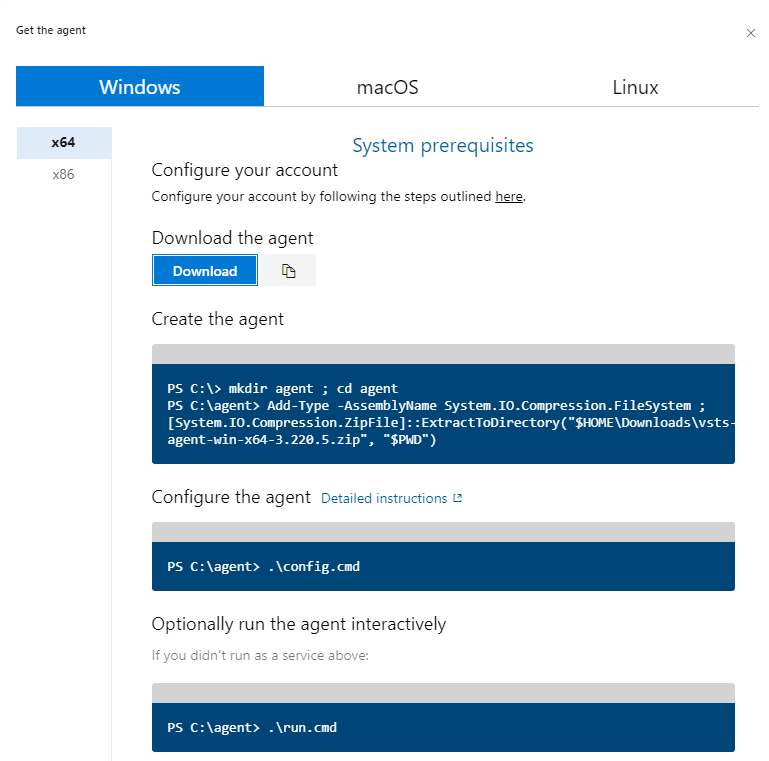 Get the agent
Windows
macOS
Linux
x64
x86
System prerequisites
Configure your account
Configure your account by following the steps outlined here.
Download the agent
Download
Create the agent
PS C:\> mkdir agent ; cd agent
PS C:\agent> Add-Type -AssemblyName System.IO.Compression.FileSystem ;
[System.IO.Compression.ZipFile]::ExtractToDirectory("$HOME\Downloads\vsts-
agent-win-x64-3.220.5.zip", "$PWD")
Configure the agent Detailed instructions
PS C:\agent> .\config.cmd
Optionally run the agent interactively
If you didn't run as a service above:
PS C:\agent> .\run.cmd